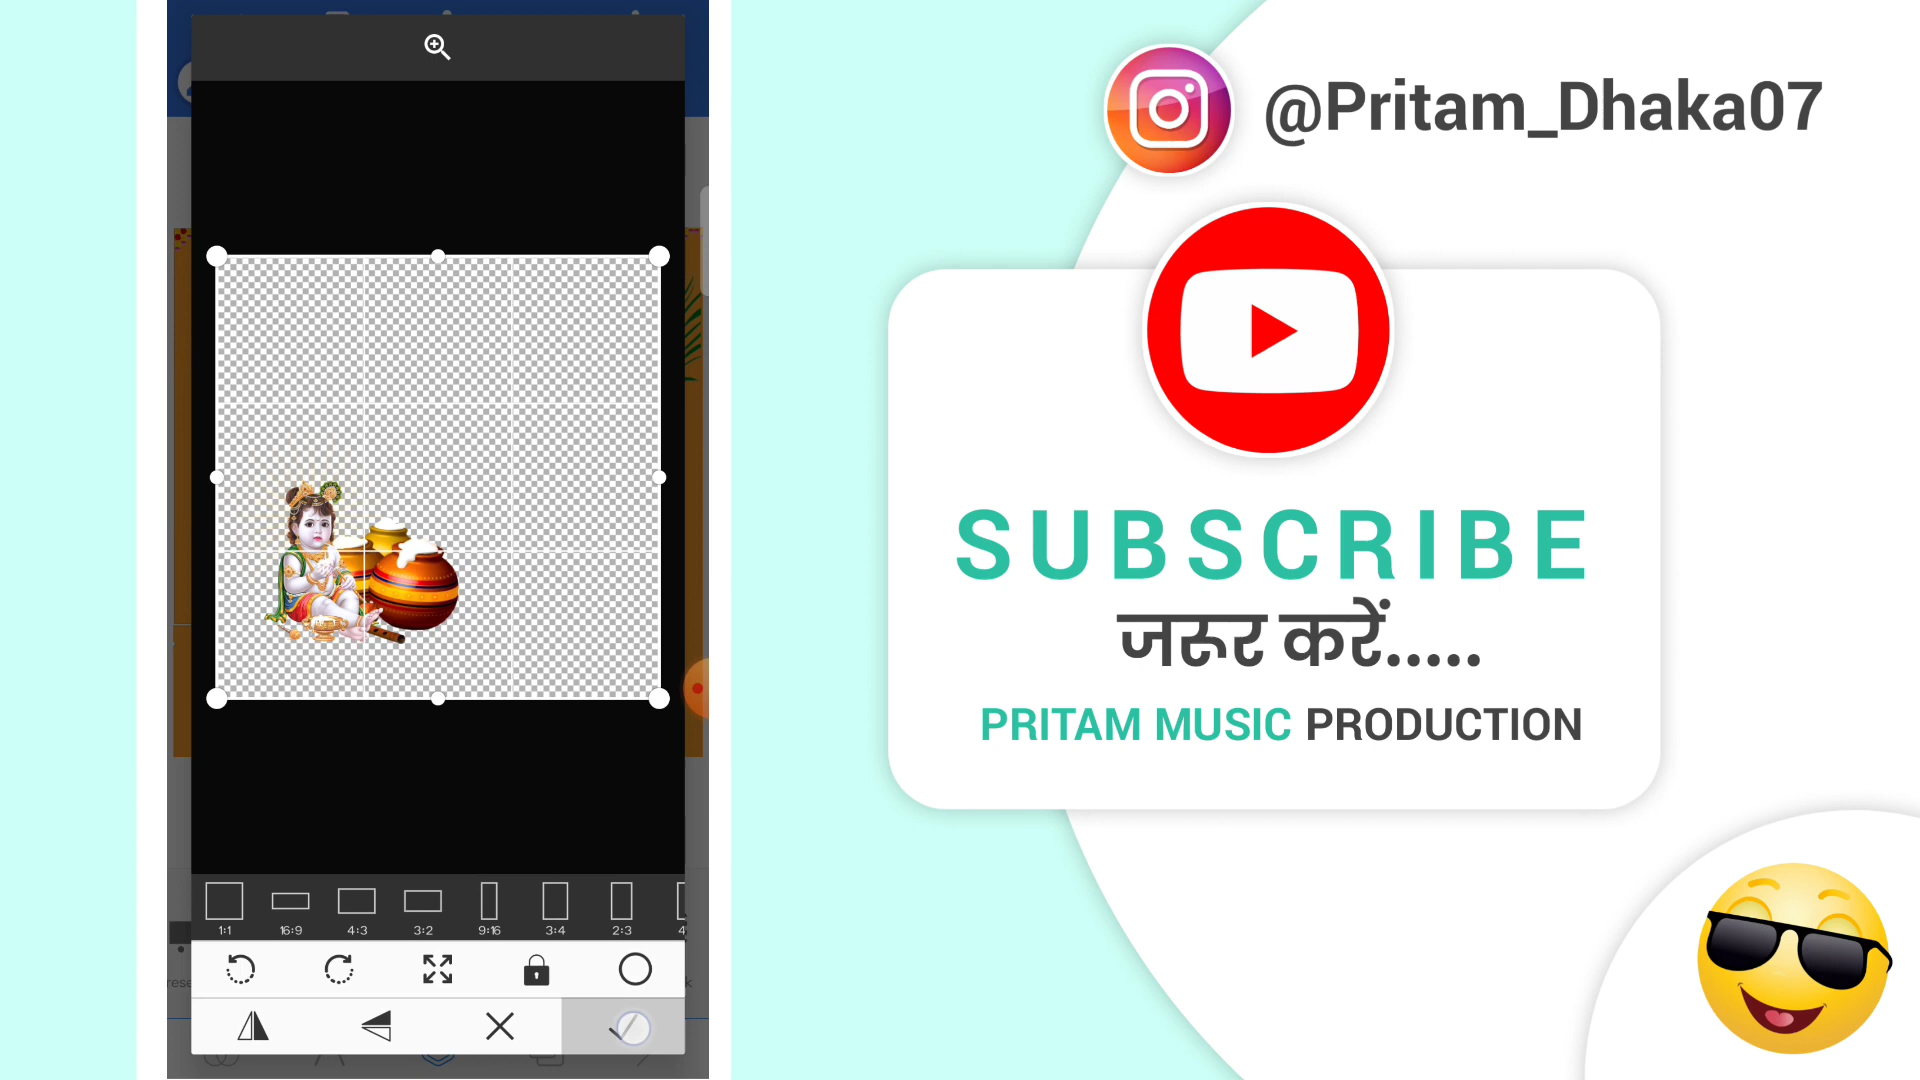 @Pritam_Dhaka07
SUBSCRIBE
जरूर करें.....
PRITAM MUSIC PRODUCTION
1:1 16:9 4:3 3:2 9:16 3:4 2:3